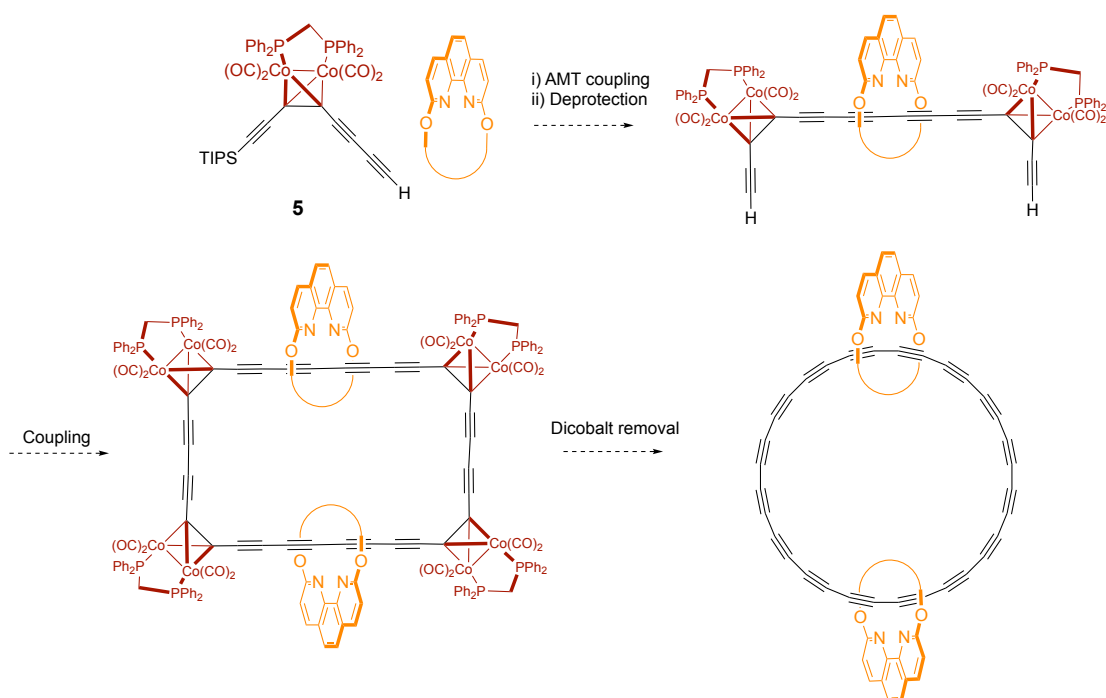 Ph₂P PPh₂
(OC)₂Co Co(CO)₂
TIPS
H
5
N N
O O
i) AMT coupling
ii) Deprotection
PPh₂
Ph₂P
Co(CO)₂
(OC)₂Co
H
N N
O O
Ph₂P
(OC)₂Co
PPh₂
Co(CO)₂
H
Coupling
PPh₂
Ph₂P
Co(CO)₂
(OC)₂Co
N N
O O
Ph₂P
(OC)₂Co
PPh₂
Co(CO)₂
(OC)₂Co
Co(CO)₂
Ph₂P
PPh₂
O O
N N
Co(CO)₂
(OC)₂Co
PPh₂
Ph₂P
Dicobalt removal
N N
O O
O O
N N